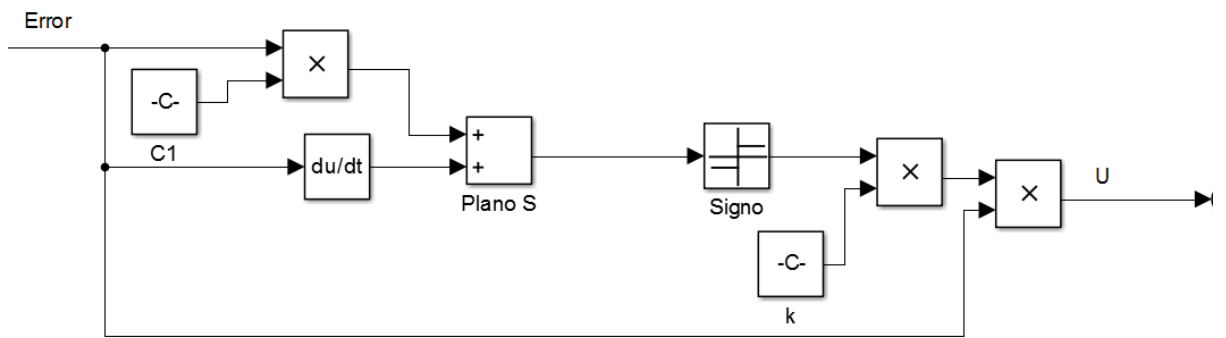 Error
×
-C-
C1
du/dt
+
+
Plano S
Signo
×
×
U
-C-
k